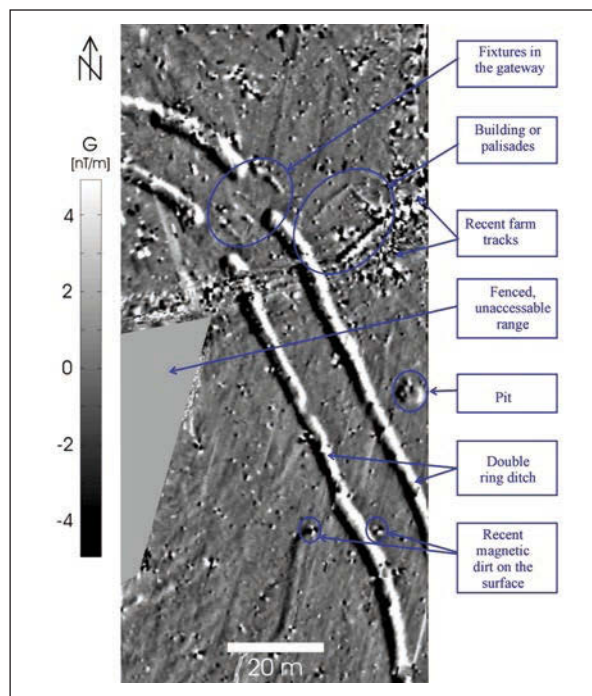 N
G
[nT/m]
4
2
0
-2
-4
20 m
Fixtures in
the gateway
Building or
palisades
Recent farm
tracks
Fenced,
unaccessable
range
Pit
Double
ring ditch
Recent
magnetic
dirt on the
surface